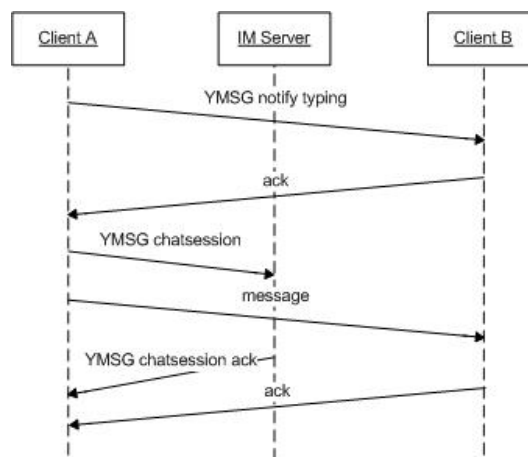 Client A
IM Server
Client B
YMSG notify typing
ack
YMSG chatsession
message
YMSG chatsession ack
ack